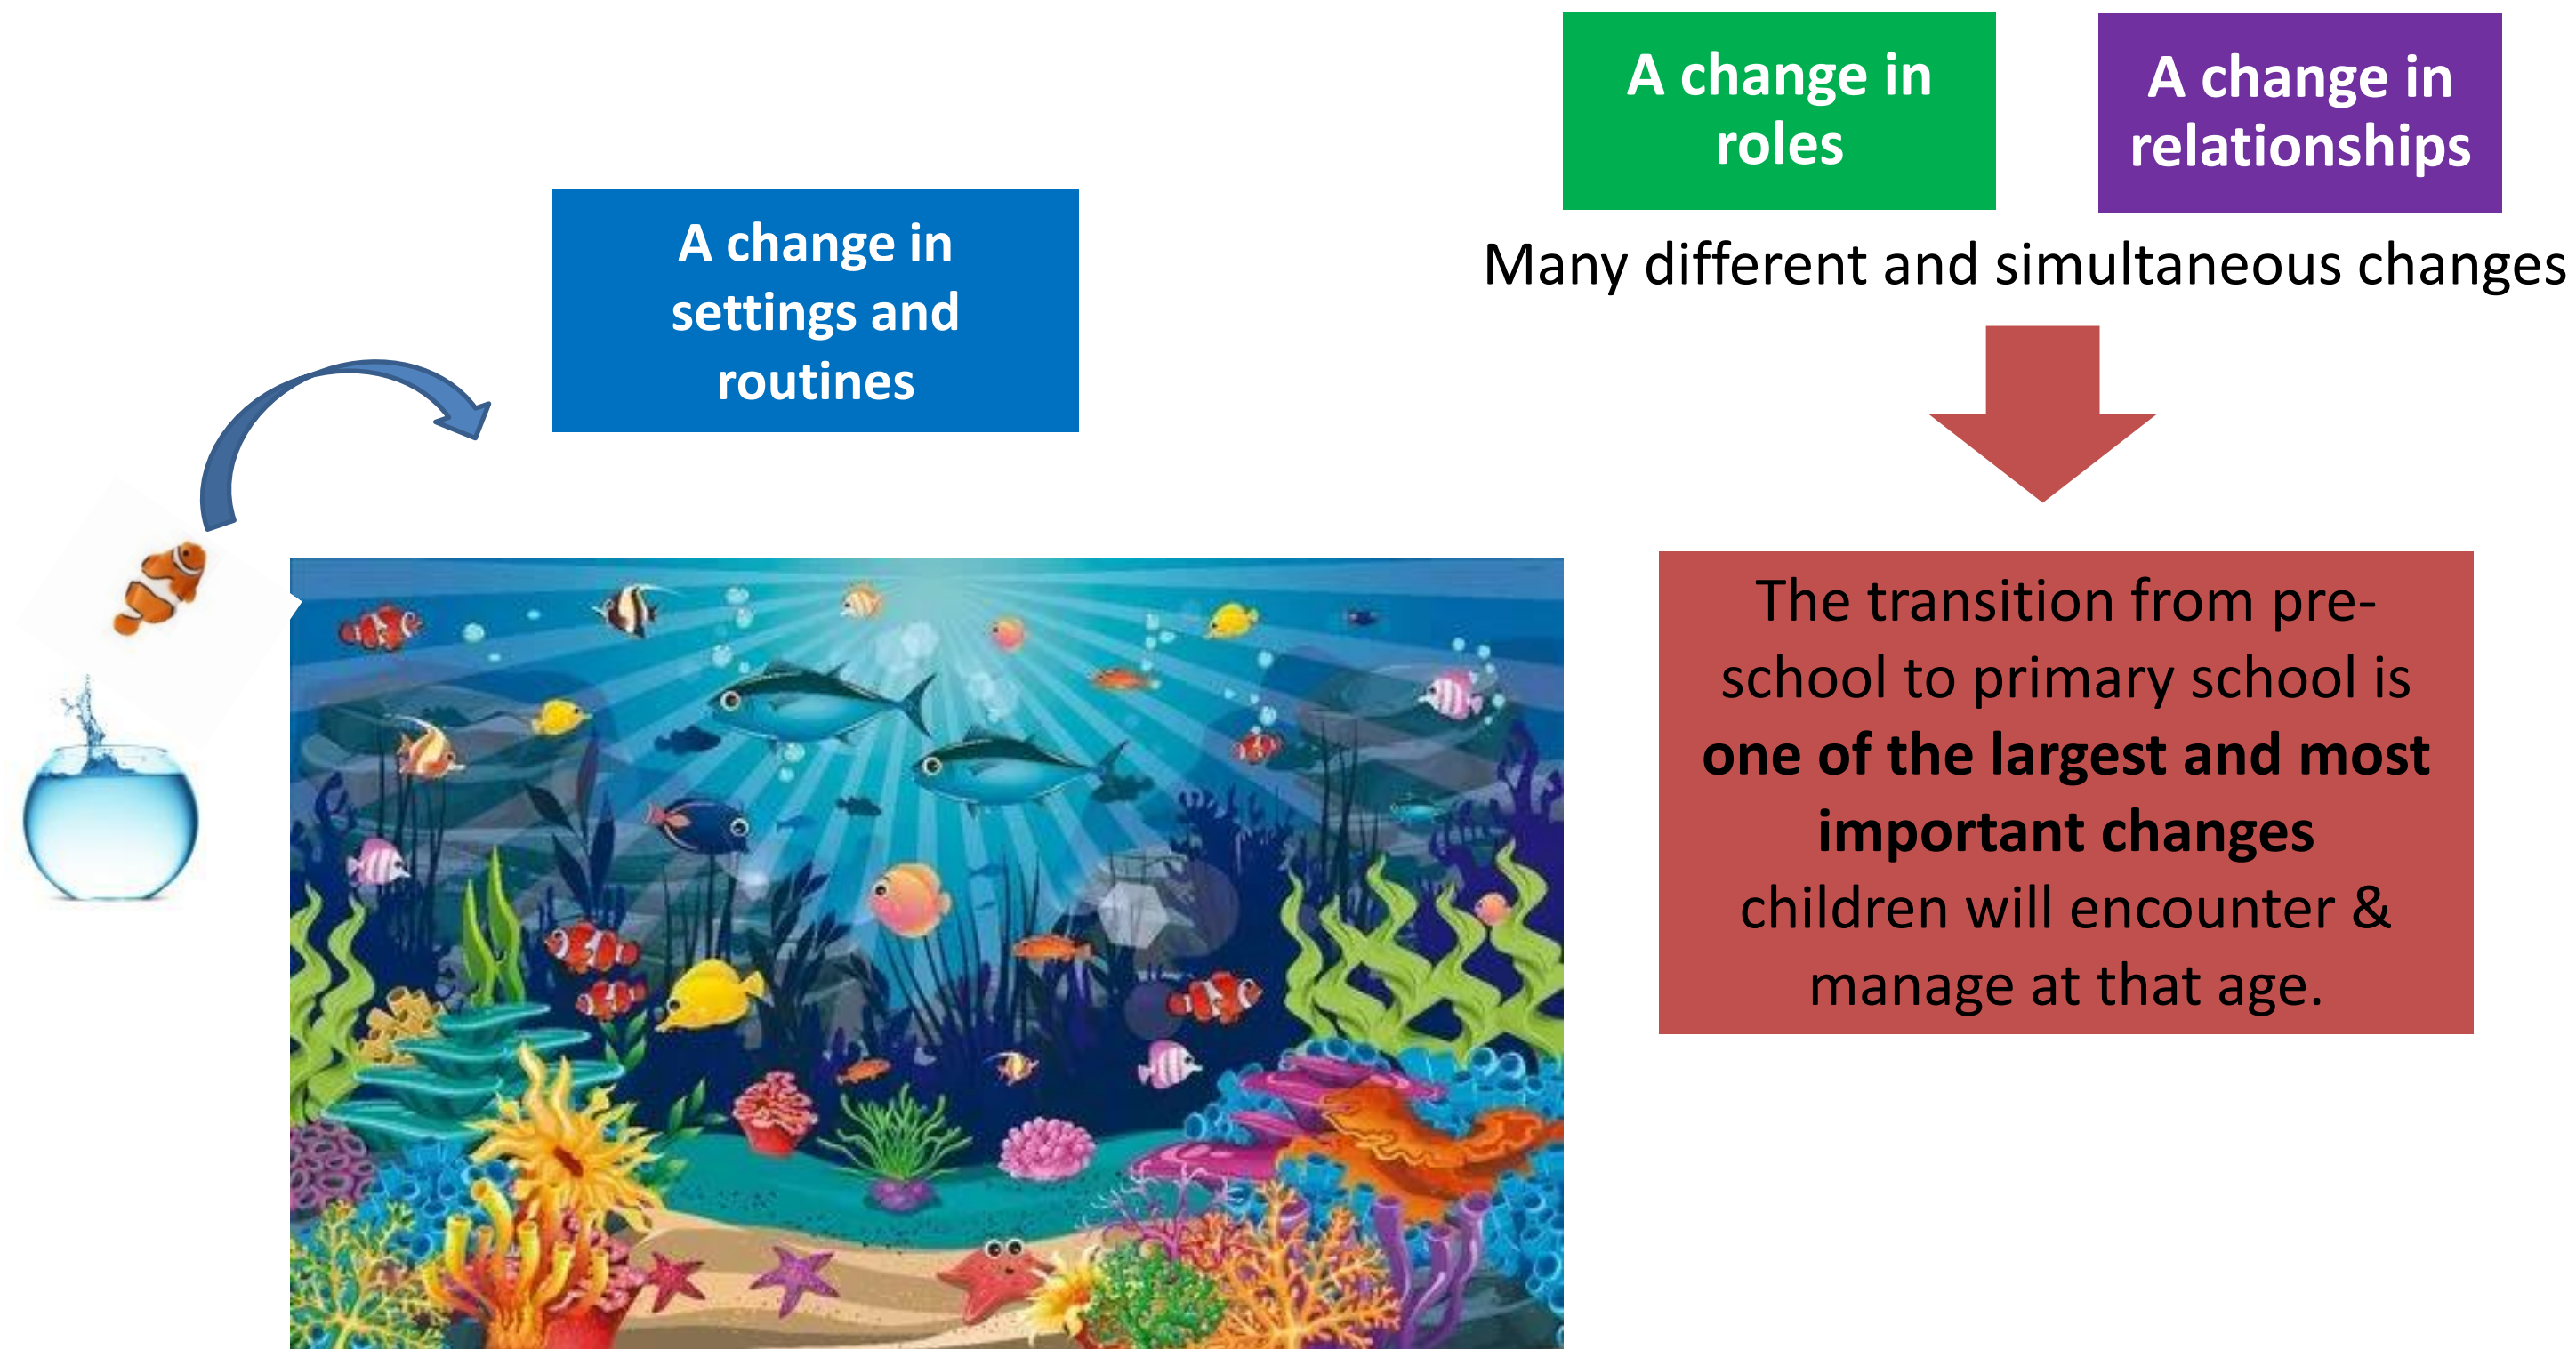 A change in
settings and
routines
A change in
roles
A change in
relationships
Many different and simultaneous changes
The transition from pre-
school to primary school is
one of the largest and most
important changes
children will encounter &
manage at that age.